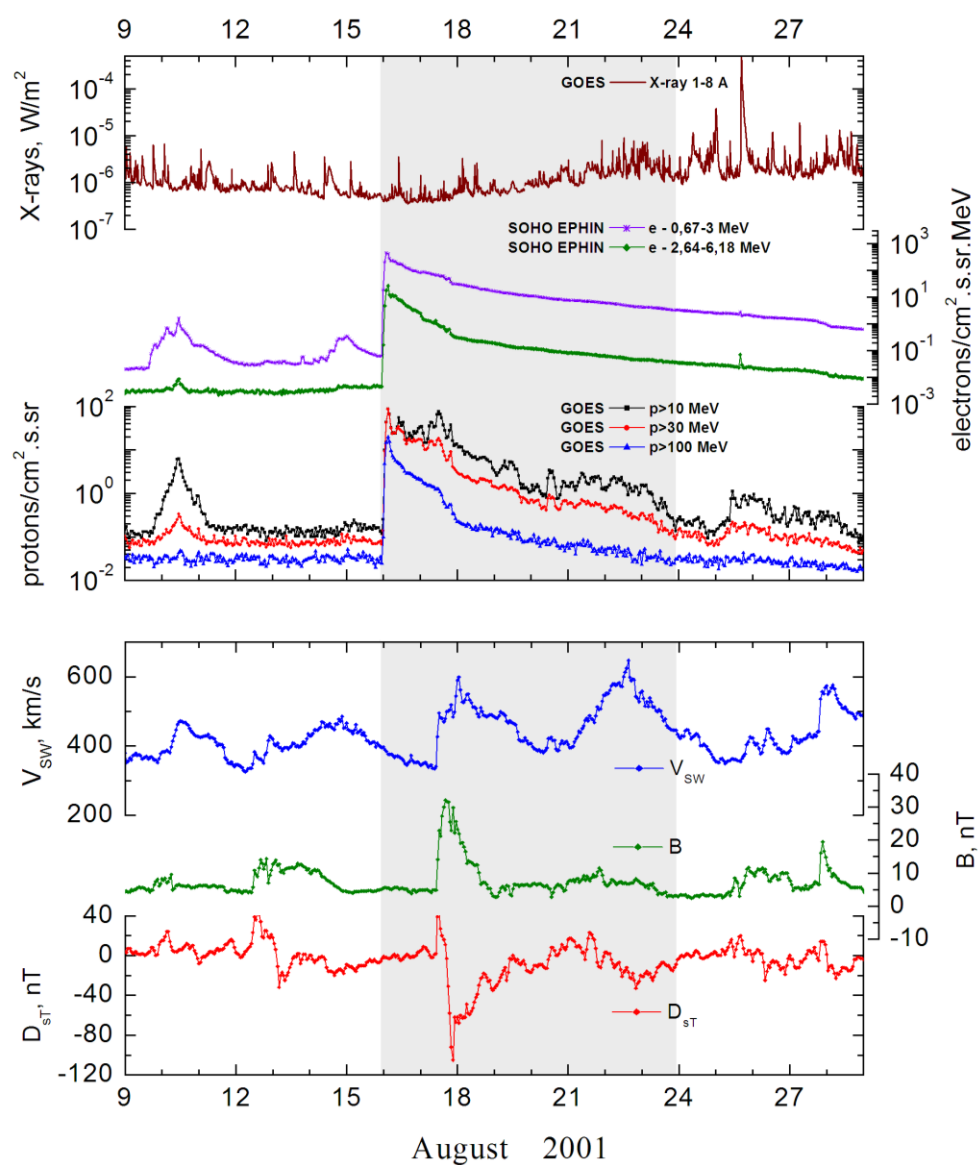 9 12 15 18 21 24 27
X-rays, W/m²
10⁻⁴
10⁻⁵
10⁻⁶
10⁻⁷
GOES X-ray 1-8 A
SOHO EPHIN e - 0,67-3 MeV
SOHO EPHIN e - 2,64-6,18 MeV
10³
10¹
10⁻¹
10⁻³
electrons/cm².s.sr.MeV
protons/cm².s.sr
10²
10⁰
10⁻²
GOES p>10 MeV
GOES p>30 MeV
GOES p>100 MeV
V_SW, km/s
600
400
200
V_SW
40
30
20
10
0
-10
B, nT
B
D_sT, nT
40
0
-40
-80
-120
D_sT
9 12 15 18 21 24 27
August 2001